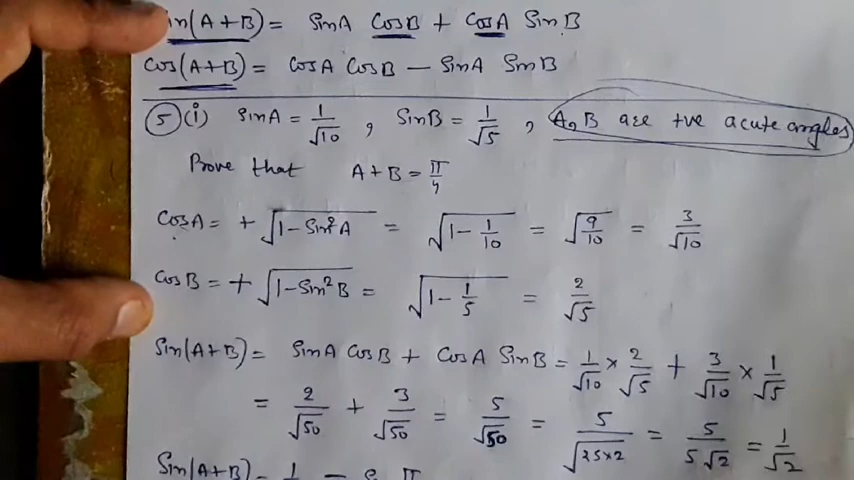 in(A+B) = SinA CosB + CosA SinB
Cos(A+B) = CosA CosB - SinA SinB
5 (i) SinA = 1/√10 , SinB = 1/√5 , A, B are +ve acute angles
Prove that A+B = π/4
CosA = + √(1-Sin²A) = √(1 - 1/10) = √(9/10) = 3/√10
CosB = + √(1-Sin²B) = √(1 - 1/5) = 2/√5
Sin(A+B) = SinA CosB + CosA SinB = 1/√10 × 2/√5 + 3/√10 × 1/√5
= 2/√50 + 3/√50 = 5/√50 = 5/√(25×2) = 5/(5√2) = 1/√2
Sin(A+B) = 1